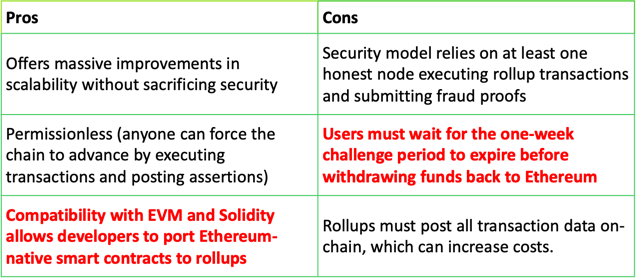 Pros
Cons
Offers massive improvements in
scalability without sacrificing security
Security model relies on at least one
honest node executing rollup transactions
and submitting fraud proofs
Permissionless (anyone can force the
chain to advance by executing
transactions and posting assertions)
Users must wait for the one-week
challenge period to expire before
withdrawing funds back to Ethereum
Compatibility with EVM and Solidity
allows developers to port Ethereum-
native smart contracts to rollups
Rollups must post all transaction data on-
chain, which can increase costs.